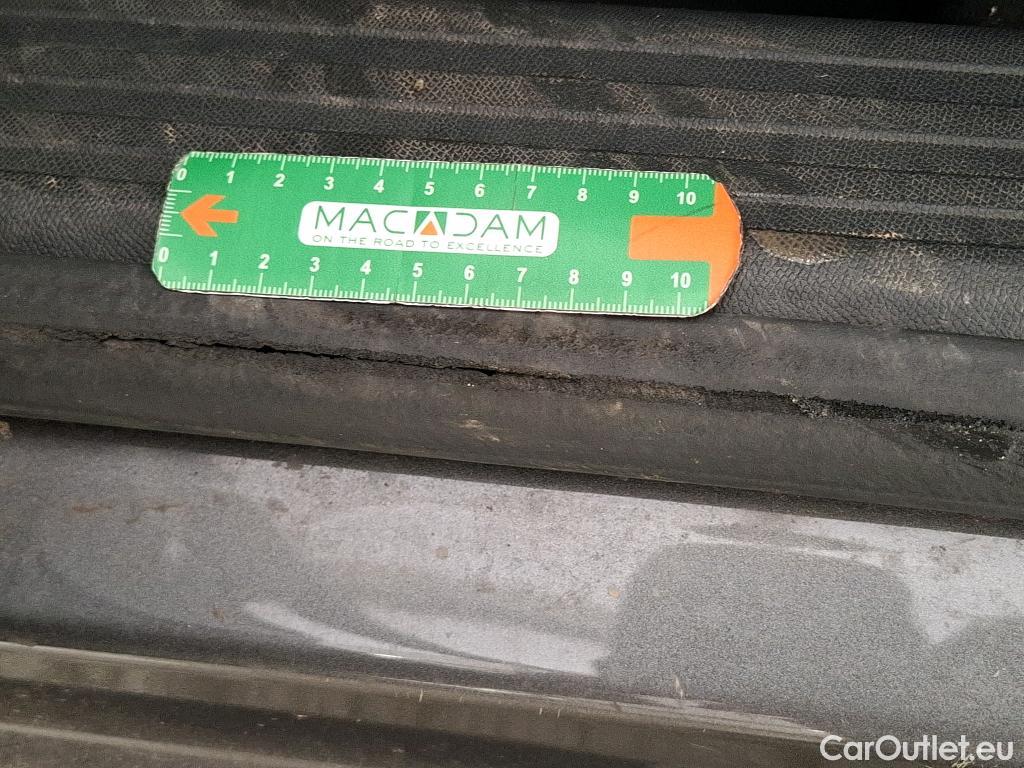 0 1 2 3 4 5 6 7 8 9 10
MACADAM
ON THE ROAD TO EXCELLENCE
0 1 2 3 4 5 6 7 8 9 10
CarOutlet.eu